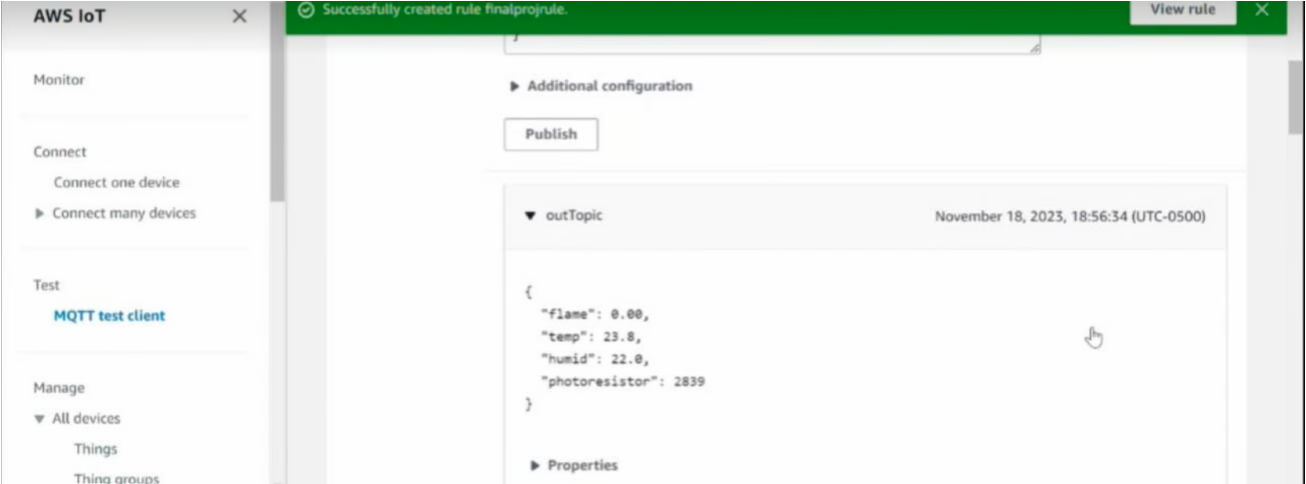 AWS IoT
Successfully created rule finalprojrule.
View rule
Monitor
Connect
Connect one device
Connect many devices
Test
MQTT test client
Manage
All devices
Things
Thing groups
}
Additional configuration
Publish
outTopic
November 18, 2023, 18:56:34 (UTC-0500)
{
"flame": 0.00,
"temp": 23.8,
"humid": 22.0,
"photoresistor": 2839
}
Properties